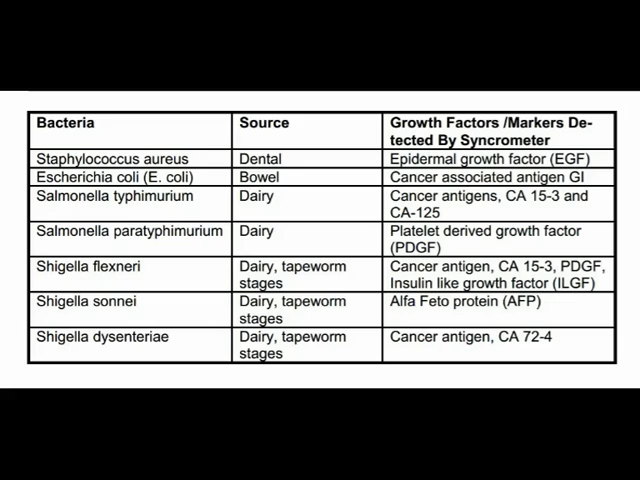 Bacteria
Source
Growth Factors /Markers De-
tected By Syncrometer
Staphylococcus aureus
Dental
Epidermal growth factor (EGF)
Escherichia coli (E. coli)
Bowel
Cancer associated antigen GI
Salmonella typhimurium
Dairy
Cancer antigens, CA 15-3 and
CA-125
Salmonella paratyphimurium
Dairy
Platelet derived growth factor
(PDGF)
Shigella flexneri
Dairy, tapeworm
stages
Cancer antigen, CA 15-3, PDGF,
Insulin like growth factor (ILGF)
Shigella sonnei
Dairy, tapeworm
stages
Alfa Feto protein (AFP)
Shigella dysenteriae
Dairy, tapeworm
stages
Cancer antigen, CA 72-4